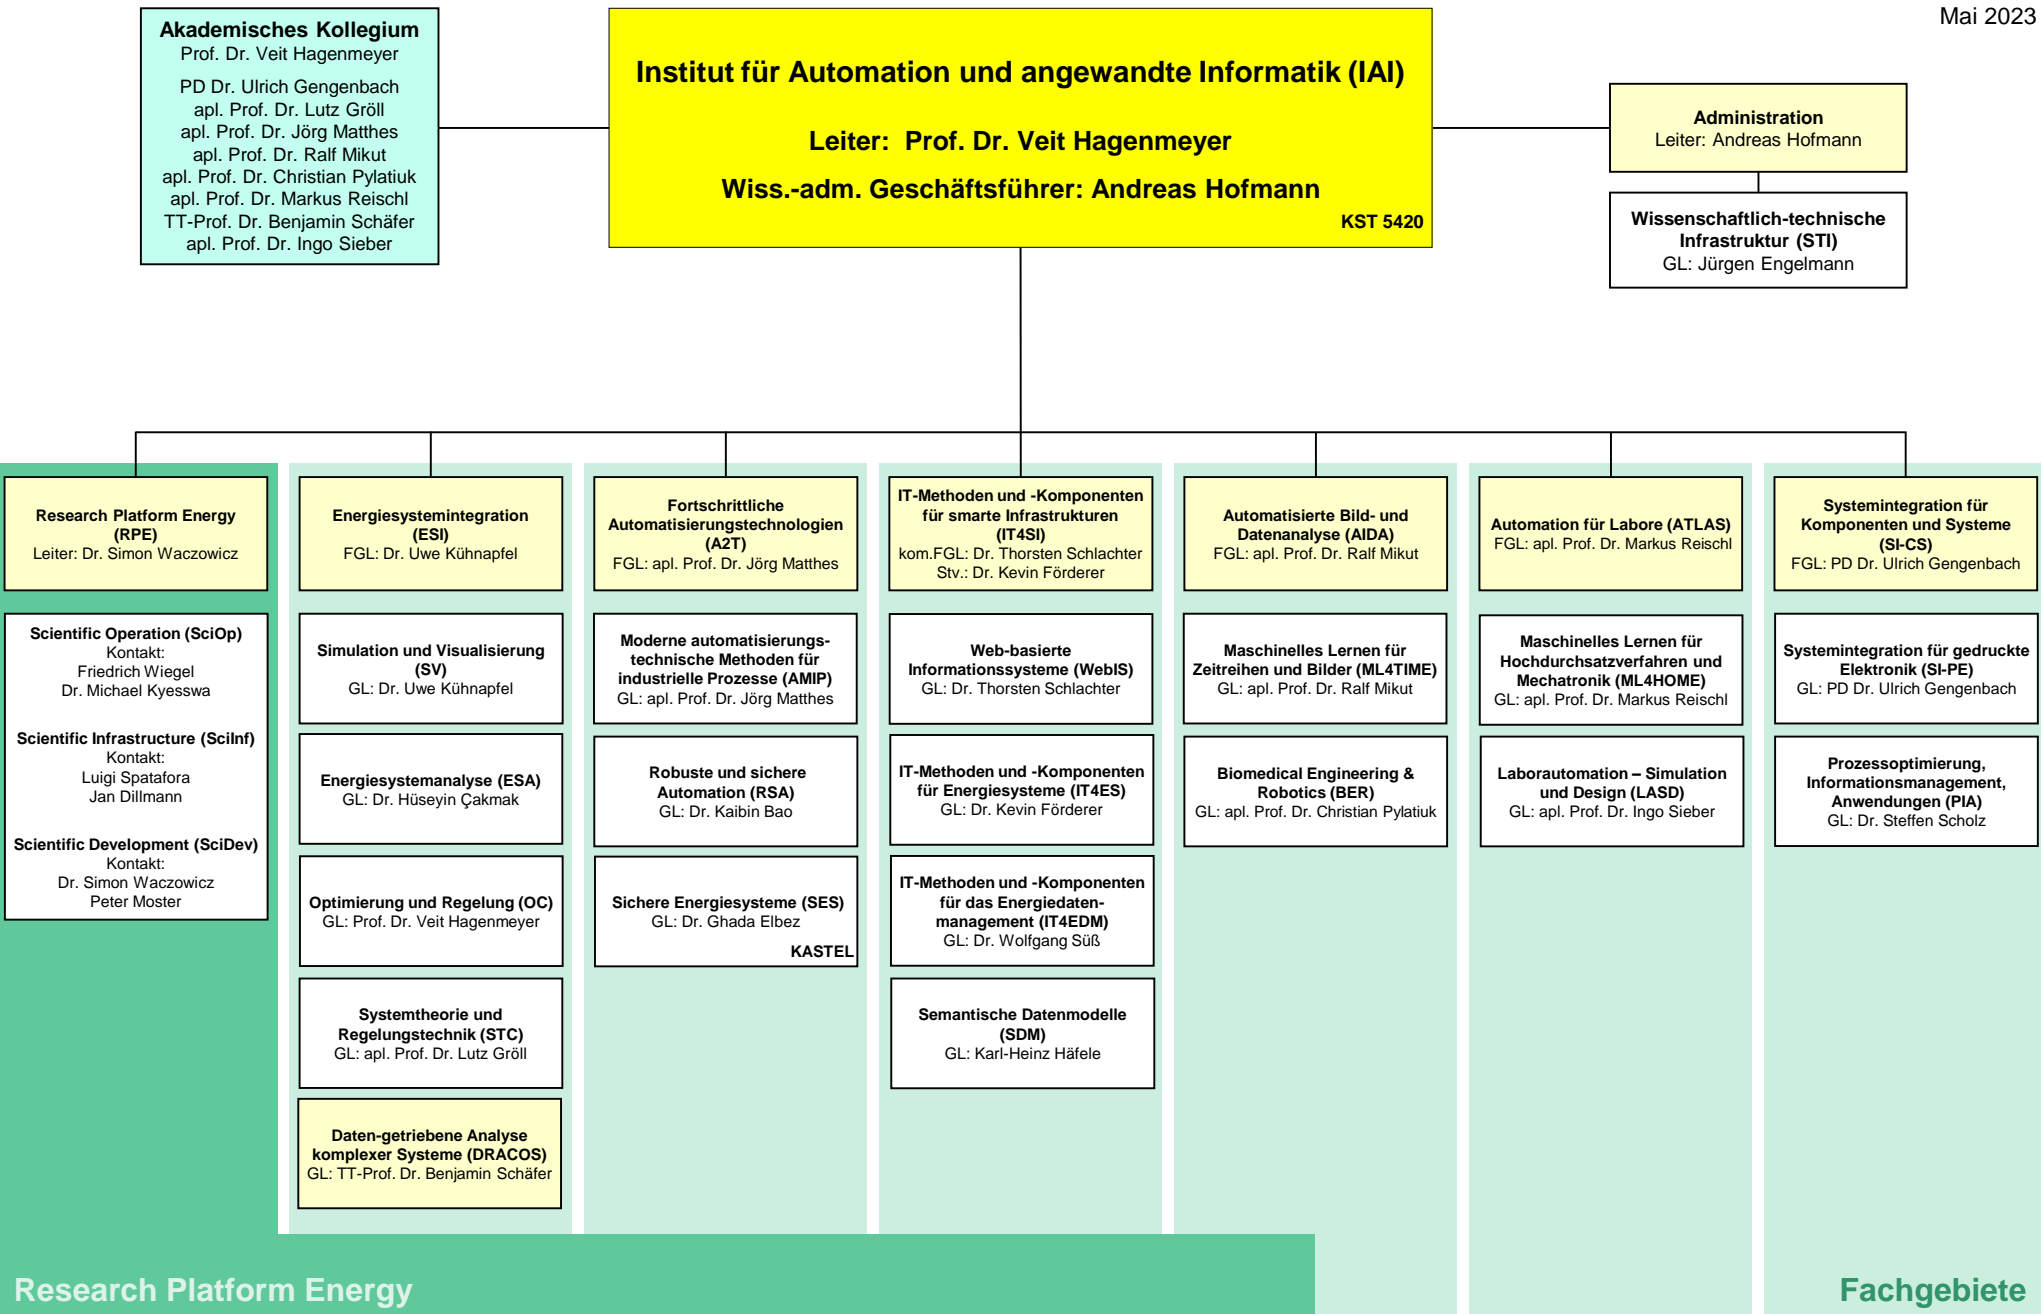 Mai 2023
Akademisches Kollegium
Prof. Dr. Veit Hagenmeyer
PD Dr. Ulrich Gengenbach
apl. Prof. Dr. Lutz Gröll
apl. Prof. Dr. Jörg Matthes
apl. Prof. Dr. Ralf Mikut
apl. Prof. Dr. Christian Pylatiuk
apl. Prof. Dr. Markus Reischl
TT-Prof. Dr. Benjamin Schäfer
apl. Prof. Dr. Ingo Sieber
Institut für Automation und angewandte Informatik (IAI)
Leiter: Prof. Dr. Veit Hagenmeyer
Wiss.-adm. Geschäftsführer: Andreas Hofmann
KST 5420
Administration
Leiter: Andreas Hofmann
Wissenschaftlich-technische
Infrastruktur (STI)
GL: Jürgen Engelmann
Research Platform Energy
(RPE)
Leiter: Dr. Simon Waczowicz
Scientific Operation (SciOp)
Kontakt:
Friedrich Wiegel
Dr. Michael Kyesswa
Scientific Infrastructure (SciInf)
Kontakt:
Luigi Spatafora
Jan Dillmann
Scientific Development (SciDev)
Kontakt:
Dr. Simon Waczowicz
Peter Moster
Energiesystemintegration
(ESI)
FGL: Dr. Uwe Kühnapfel
Simulation und Visualisierung
(SV)
GL: Dr. Uwe Kühnapfel
Energiesystemanalyse (ESA)
GL: Dr. Hüseyin Çakmak
Optimierung und Regelung (OC)
GL: Prof. Dr. Veit Hagenmeyer
Systemtheorie und
Regelungstechnik (STC)
GL: apl. Prof. Dr. Lutz Gröll
Daten-getriebene Analyse
komplexer Systeme (DRACOS)
GL: TT-Prof. Dr. Benjamin Schäfer
Fortschrittliche
Automatisierungstechnologien
(A2T)
FGL: apl. Prof. Dr. Jörg Matthes
Moderne automatisierungs-
technische Methoden für
industrielle Prozesse (AMIP)
GL: apl. Prof. Dr. Jörg Matthes
Robuste und sichere
Automation (RSA)
GL: Dr. Kaibin Bao
Sichere Energiesysteme (SES)
GL: Dr. Ghada Elbez
KASTEL
IT-Methoden und -Komponenten
für smarte Infrastrukturen
(IT4SI)
kom.FGL: Dr. Thorsten Schlachter
Stv.: Dr. Kevin Förderer
Web-basierte
Informationssysteme (WebIS)
GL: Dr. Thorsten Schlachter
IT-Methoden und -Komponenten
für Energiesysteme (IT4ES)
GL: Dr. Kevin Förderer
IT-Methoden und -Komponenten
für das Energiedaten-
management (IT4EDM)
GL: Dr. Wolfgang Süß
Semantische Datenmodelle
(SDM)
GL: Karl-Heinz Häfele
Automatisierte Bild- und
Datenanalyse (AIDA)
FGL: apl. Prof. Dr. Ralf Mikut
Maschinelles Lernen für
Zeitreihen und Bilder (ML4TIME)
GL: apl. Prof. Dr. Ralf Mikut
Biomedical Engineering &
Robotics (BER)
GL: apl. Prof. Dr. Christian Pylatiuk
Automation für Labore (ATLAS)
FGL: apl. Prof. Dr. Markus Reischl
Maschinelles Lernen für
Hochdurchsatzverfahren und
Mechatronik (ML4HOME)
GL: apl. Prof. Dr. Markus Reischl
Laborautomation – Simulation
und Design (LASD)
GL: apl. Prof. Dr. Ingo Sieber
Systemintegration für
Komponenten und Systeme
(SI-CS)
FGL: PD Dr. Ulrich Gengenbach
Systemintegration für gedruckte
Elektronik (SI-PE)
GL: PD Dr. Ulrich Gengenbach
Prozessoptimierung,
Informationsmanagement,
Anwendungen (PIA)
GL: Dr. Steffen Scholz
Research Platform Energy
Fachgebiete